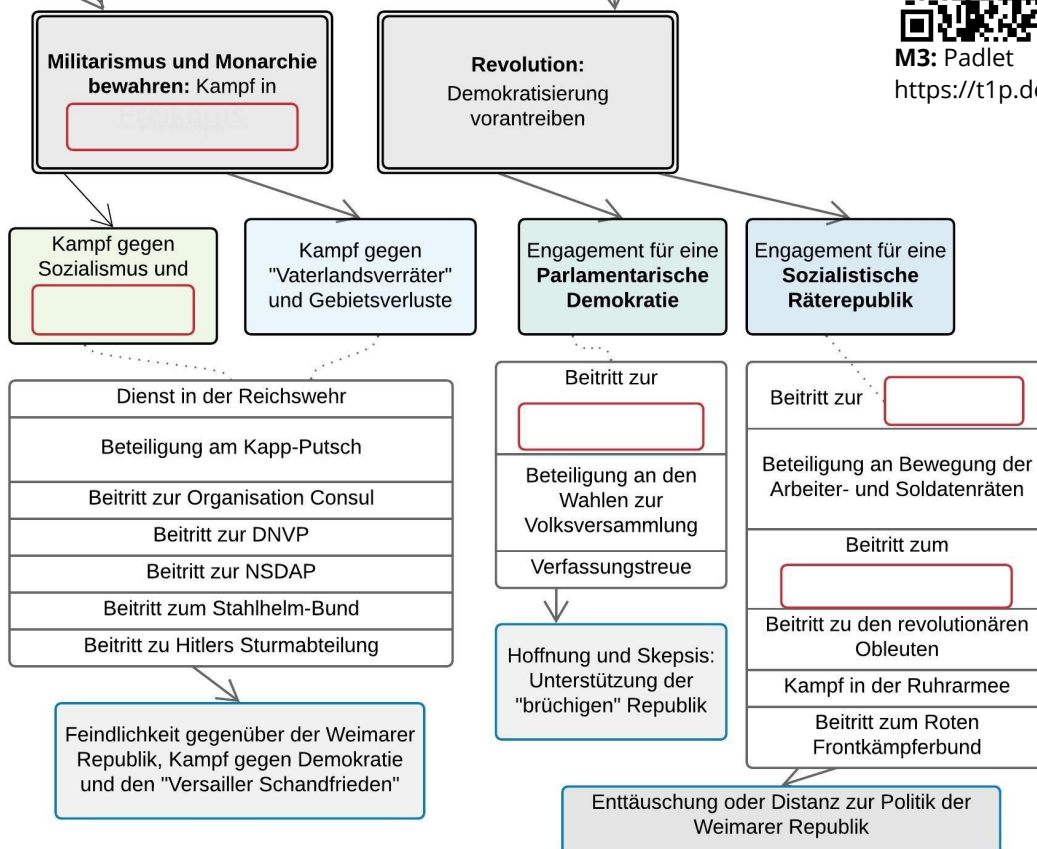 M3: Padlet
https://t1p.de
Militarismus und Monarchie
bewahren: Kampf in
Revolution:
Demokratisierung
vorantreiben
Kampf gegen
Sozialismus und
Kampf gegen
"Vaterlandsverräter"
und Gebietsverluste
Engagement für eine
Parlamentarische
Demokratie
Engagement für eine
Sozialistische
Räterepublik
Dienst in der Reichswehr
Beteiligung am Kapp-Putsch
Beitritt zur Organisation Consul
Beitritt zur DNVP
Beitritt zur NSDAP
Beitritt zum Stahlhelm-Bund
Beitritt zu Hitlers Sturmabteilung
Beitritt zur
Beteiligung an den
Wahlen zur
Volksversammlung
Verfassungstreue
Beitritt zur
Beteiligung an Bewegung der
Arbeiter- und Soldatenräten
Beitritt zum
Beitritt zu den revolutionären
Obleuten
Kampf in der Ruhrarmee
Beitritt zum Roten
Frontkämpferbund
Feindlichkeit gegenüber der Weimarer
Republik, Kampf gegen Demokratie
und den "Versailler Schandfrieden"
Hoffnung und Skepsis:
Unterstützung der
"brüchigen" Republik
Enttäuschung oder Distanz zur Politik der
Weimarer Republik